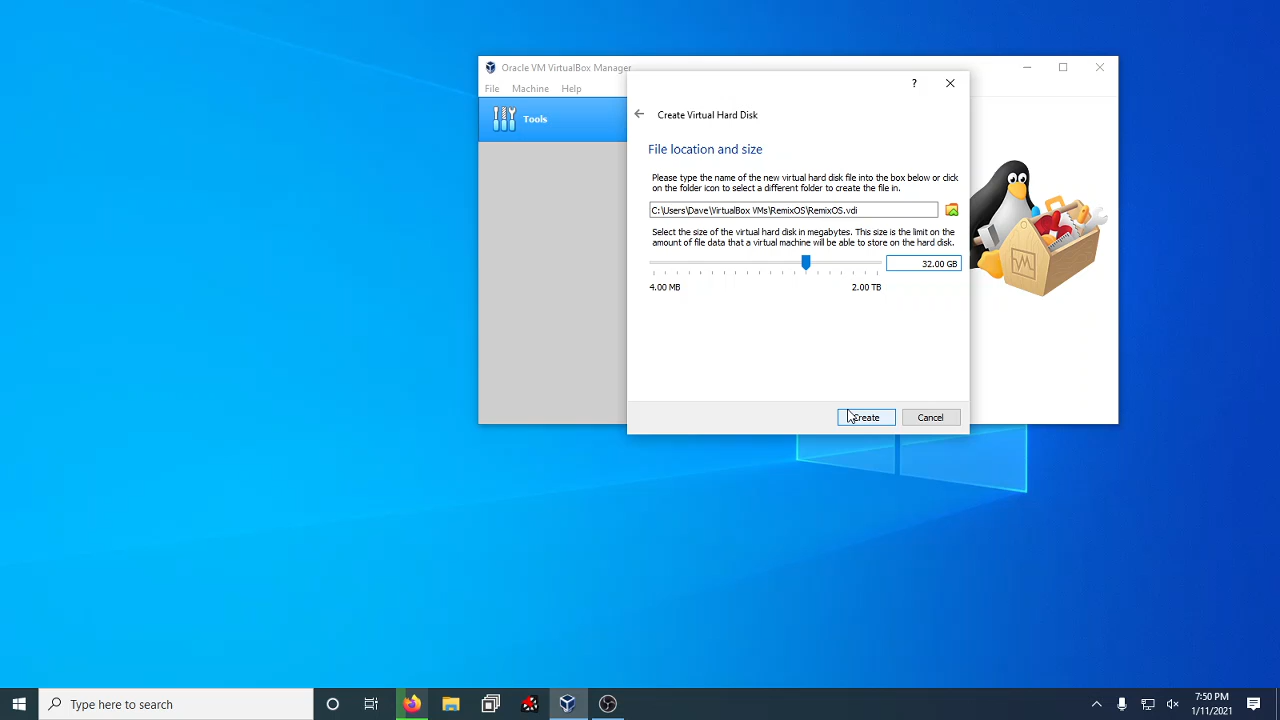 Oracle VM VirtualBox Manager
File Machine Help
Tools
?
Create Virtual Hard Disk
File location and size
Please type the name of the new virtual hard disk file into the box below or click
on the folder icon to select a different folder to create the file in.
C:\Users\Dave\VirtualBox VMs\RemixOS\RemixOS.vdi
Select the size of the virtual hard disk in megabytes. This size is the limit on the
amount of file data that a virtual machine will be able to store on the hard disk.
32.00 GB
4.00 MB 2.00 TB
Create Cancel
Type here to search
7:50 PM
1/11/2021